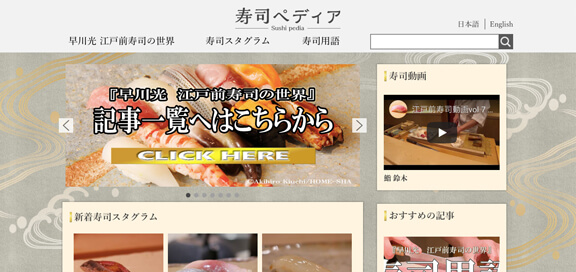 寿司ペディア
Sushi pedia
日本語
English
早川光 江戸前寿司の世界
寿司スタグラム
寿司用語
『早川光 江戸前寿司の世界』
記事一覧へはこちらから
CLICK HERE
©Akihiro Kiuchi/HOME-SHA
寿司動画
江戸前寿司動画vol 7
鮨 鈴木
新着寿司スタグラム
おすすめの記事
早川光 江戸前寿司の世界